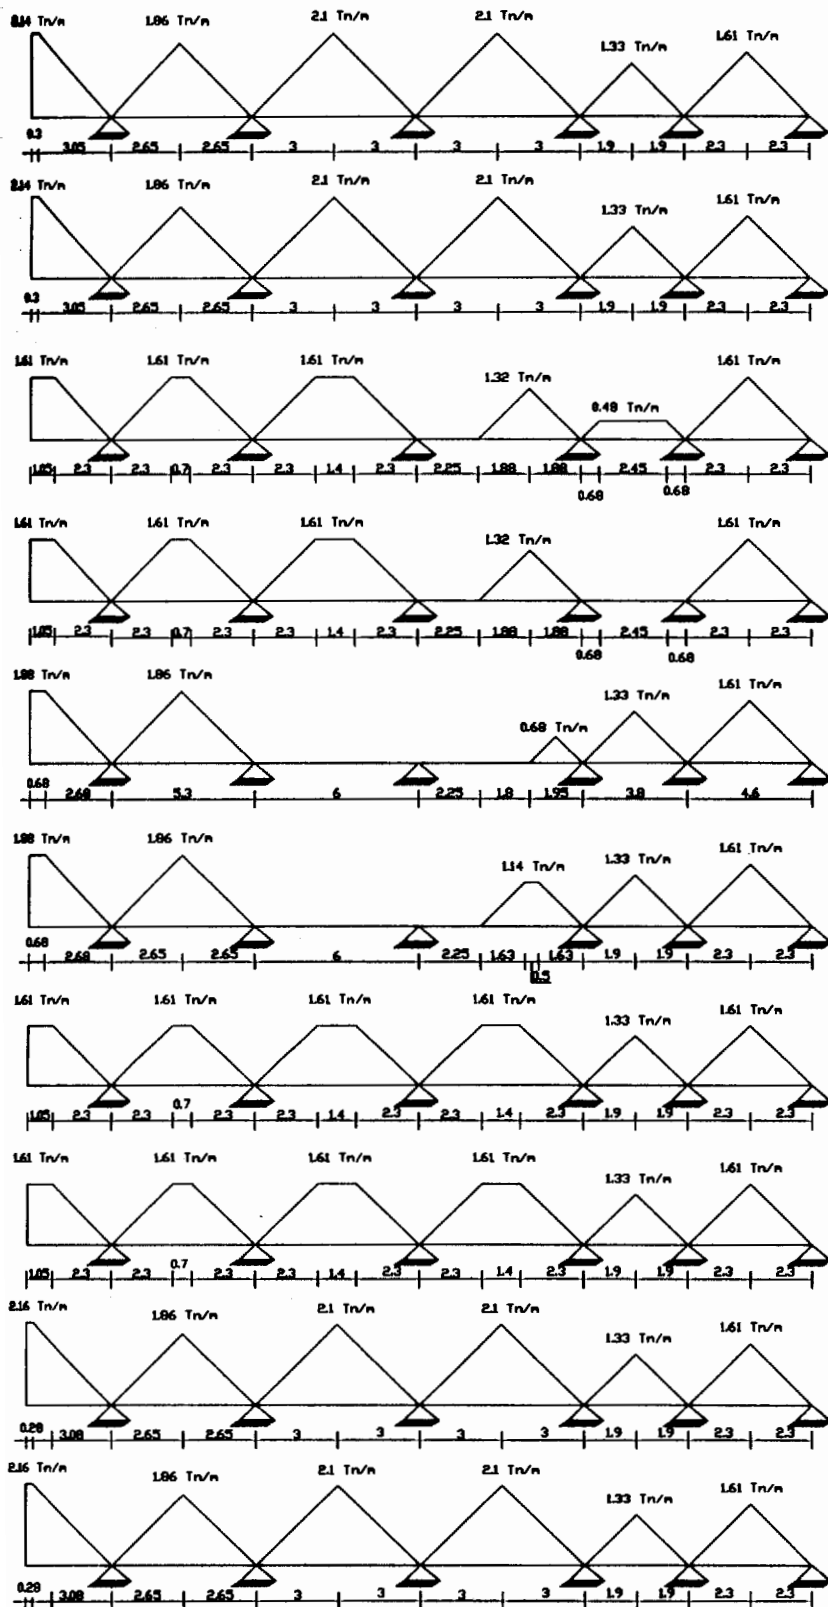 2.14 Tn/m 1.86 Tn/m 2.1 Tn/m 2.1 Tn/m 1.33 Tn/m 1.61 Tn/m
0.3 3.05 2.65 2.65 3 3 3 3 1.9 1.9 2.3 2.3
2.14 Tn/m 1.86 Tn/m 2.1 Tn/m 2.1 Tn/m 1.33 Tn/m 1.61 Tn/m
0.3 3.05 2.65 2.65 3 3 3 3 1.9 1.9 2.3 2.3
1.61 Tn/m 1.61 Tn/m 1.61 Tn/m 1.32 Tn/m 0.48 Tn/m 1.61 Tn/m
1.05 2.3 2.3 0.7 2.3 2.3 1.4 2.3 2.25 1.88 1.88 2.45 2.3 2.3
0.68 0.68
1.61 Tn/m 1.61 Tn/m 1.61 Tn/m 1.32 Tn/m 1.61 Tn/m
1.05 2.3 2.3 0.7 2.3 2.3 1.4 2.3 2.25 1.88 1.88 2.45 2.3 2.3
0.68 0.68
1.88 Tn/m 1.86 Tn/m 0.68 Tn/m 1.33 Tn/m 1.61 Tn/m
0.68 2.68 5.3 6 2.25 1.8 1.95 3.8 4.6
1.88 Tn/m 1.86 Tn/m 1.14 Tn/m 1.33 Tn/m 1.61 Tn/m
0.68 2.68 2.65 2.65 6 2.25 1.63 1.63 1.9 1.9 2.3 2.3
0.5
1.61 Tn/m 1.61 Tn/m 1.61 Tn/m 1.61 Tn/m 1.33 Tn/m 1.61 Tn/m
1.05 2.3 2.3 0.7 2.3 2.3 1.4 2.3 2.3 1.4 2.3 1.9 1.9 2.3 2.3
1.61 Tn/m 1.61 Tn/m 1.61 Tn/m 1.61 Tn/m 1.33 Tn/m 1.61 Tn/m
1.05 2.3 2.3 0.7 2.3 2.3 1.4 2.3 2.3 1.4 2.3 1.9 1.9 2.3 2.3
2.16 Tn/m 1.86 Tn/m 2.1 Tn/m 2.1 Tn/m 1.33 Tn/m 1.61 Tn/m
0.28 3.08 2.65 2.65 3 3 3 3 1.9 1.9 2.3 2.3
2.16 Tn/m 1.86 Tn/m 2.1 Tn/m 2.1 Tn/m 1.33 Tn/m 1.61 Tn/m
0.28 3.08 2.65 2.65 3 3 3 3 1.9 1.9 2.3 2.3